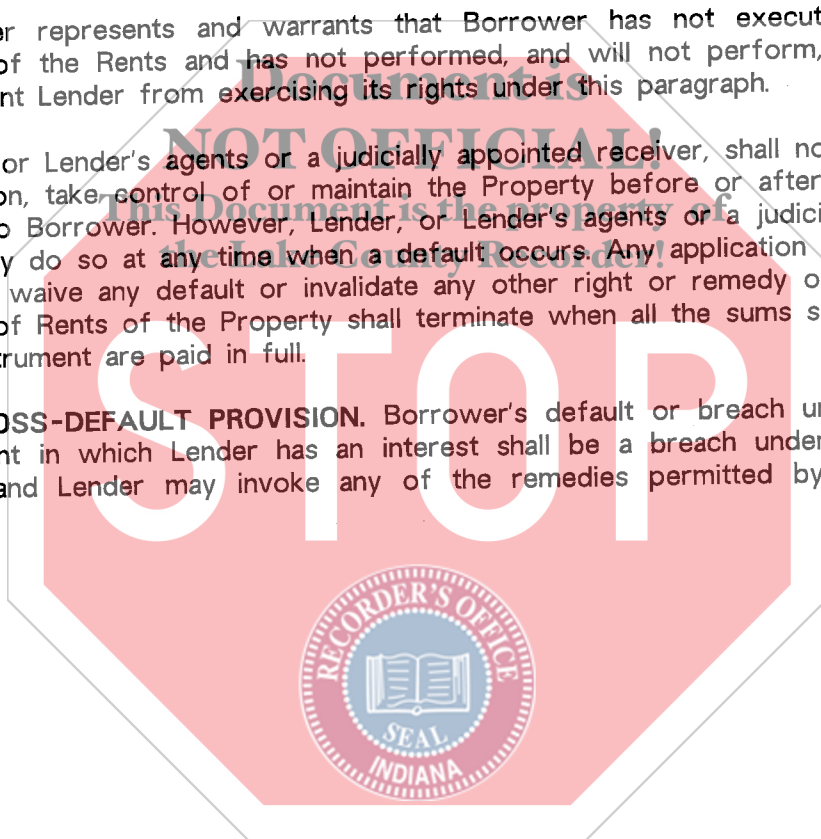 er represents and warrants that Borrower has not execut
of the Rents and has not performed, and will not perform,
nt Lender from exercising its rights under this paragraph.
Document is
NOT OFFICIAL!
or Lender's agents or a judicially appointed receiver, shall no
on, take control of or maintain the Property before or after
This Document is the property of
o Borrower. However, Lender, or Lender's agents or a judici
the Lake County Recorder!
y do so at any time when a default occurs. Any application
waive any default or invalidate any other right or remedy o
of Rents of the Property shall terminate when all the sums s
trument are paid in full.
OSS-DEFAULT PROVISION. Borrower's default or breach u
nt in which Lender has an interest shall be a breach under
and Lender may invoke any of the remedies permitted by
STOP
RECORDER'S OFFICE
SEAL
INDIANA